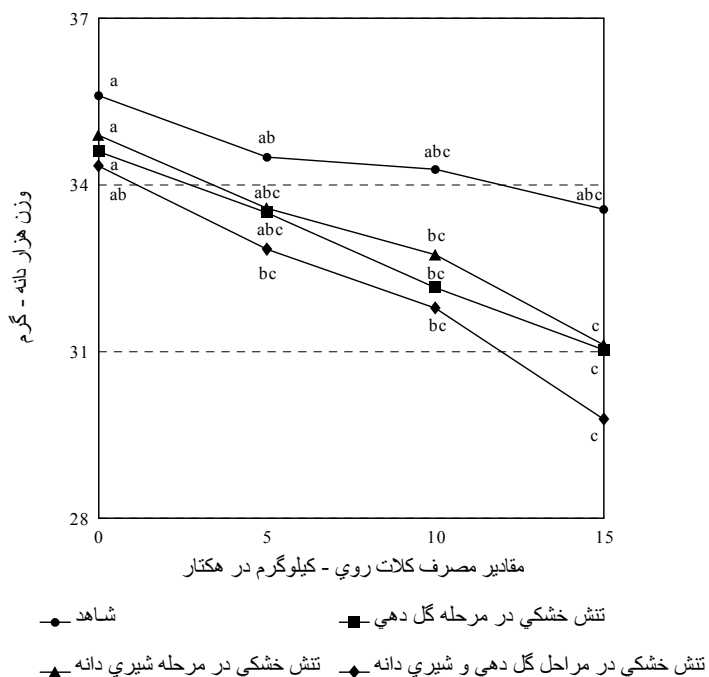 37
a
a
ab
abc
34
a
abc
abc
ab
abc
bc
bc
bc
وزن هزار دانه - گرم
bc
c
31
c
c
28
0
5
10
15
مقادير مصرف كلات روي - كيلوگرم در هكتار
شاهد
تنش خشكي در مرحله گل دهي
تنش خشكي در مرحله شيري دانه
تنش خشكي در مراحل گل دهي و شيري دانه